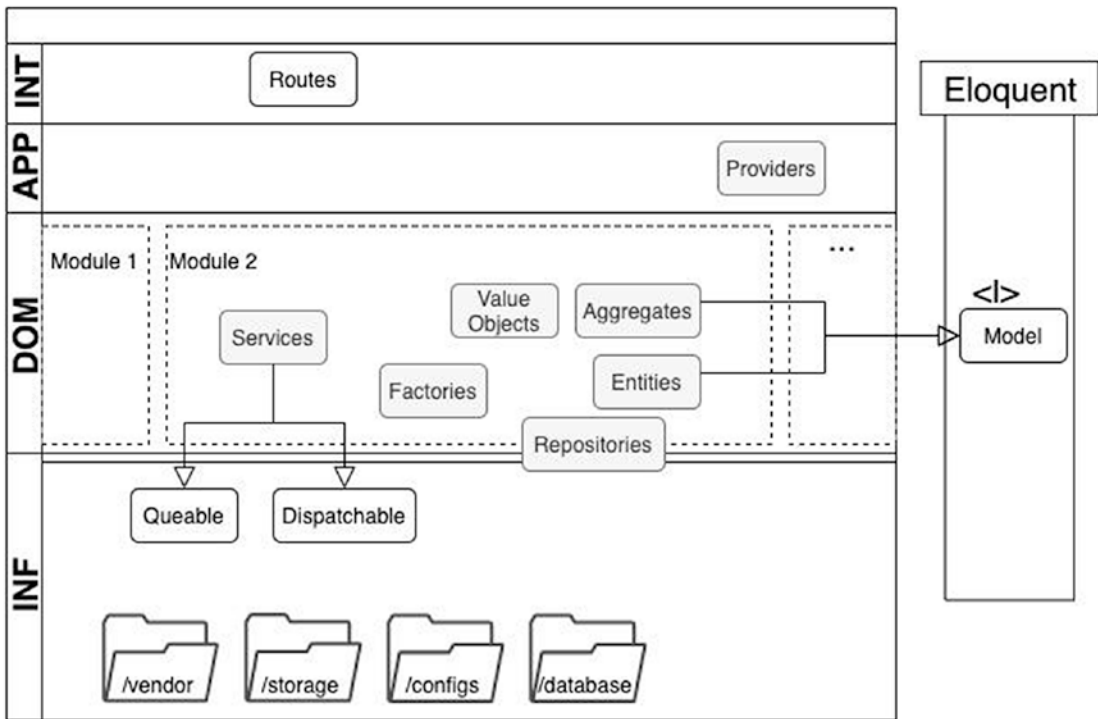 INT
Routes
Eloquent
APP
Providers
DOM
Module 1
Module 2
...
Value
Objects
Aggregates
<I>
Services
Model
Factories
Entities
Repositories
INF
Queable
Dispatchable
/vendor
/storage
/configs
/database